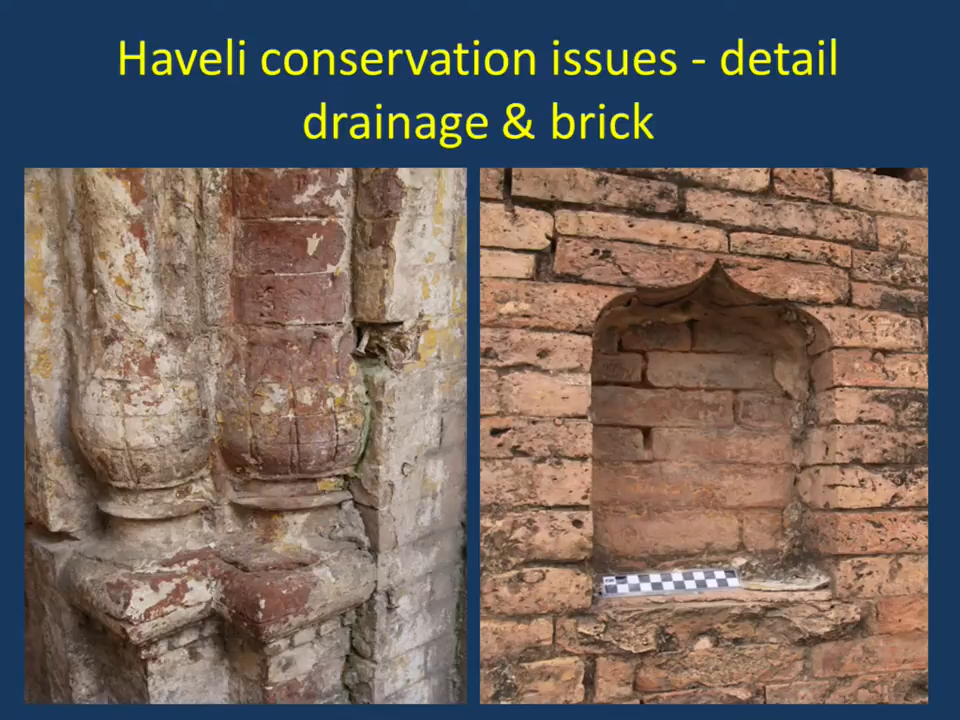 Haveli conservation issues - detail
drainage & brick